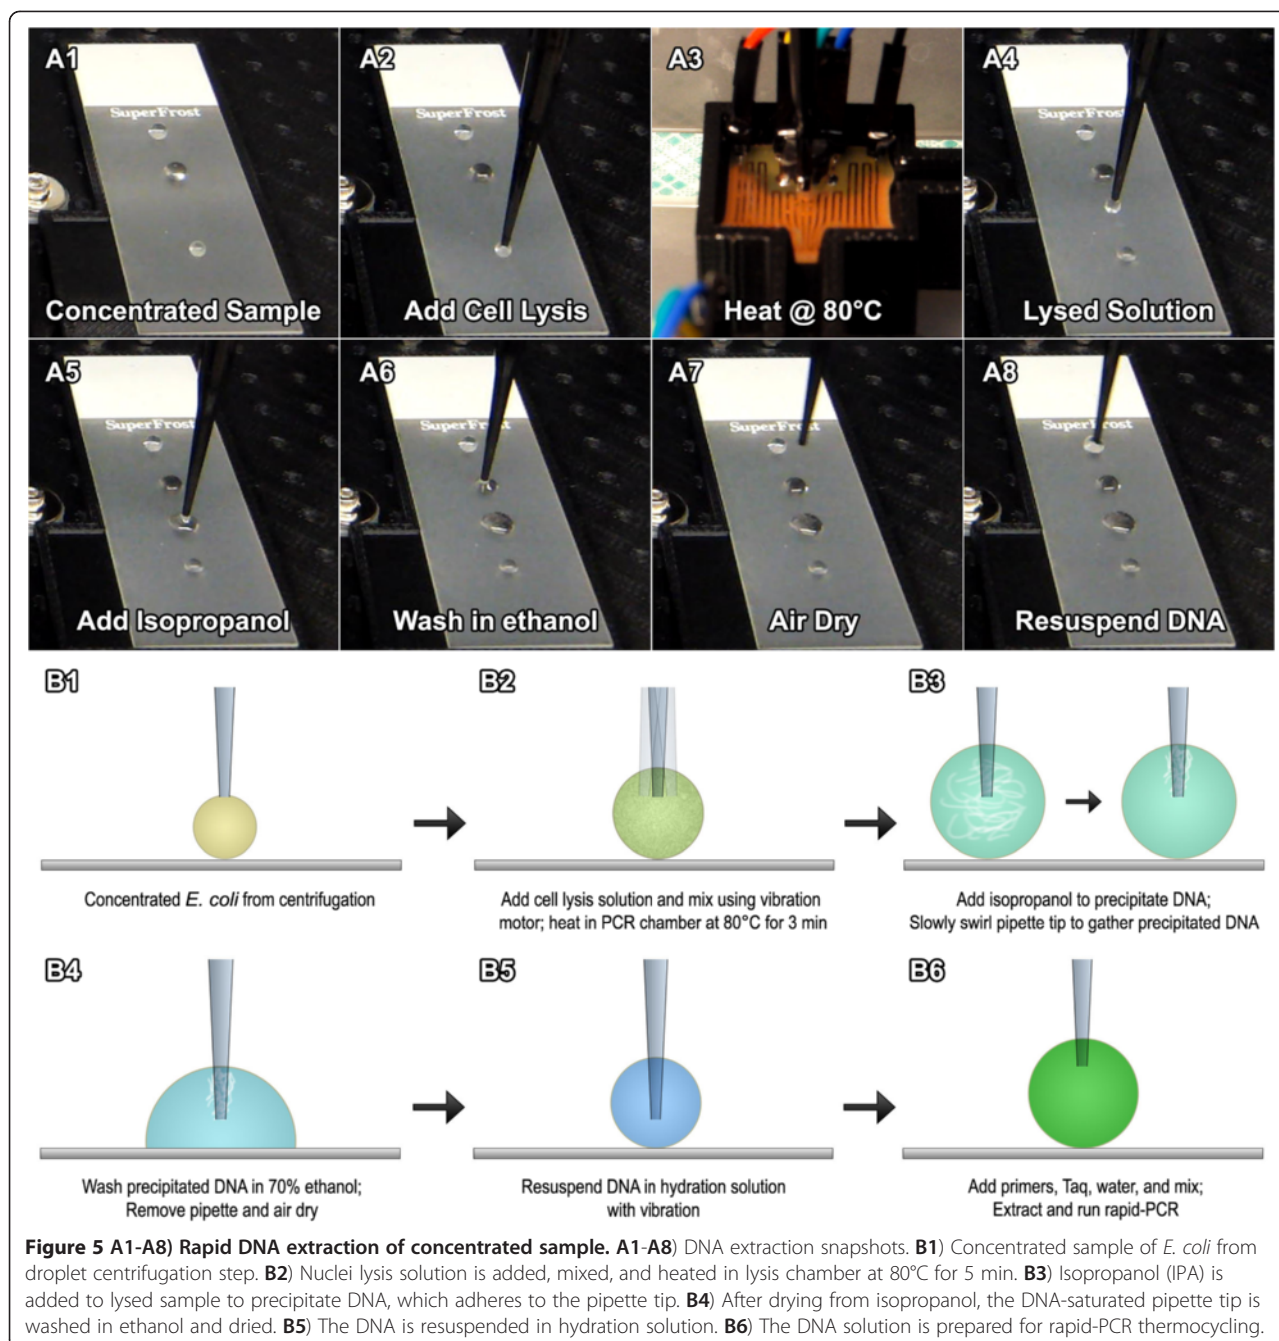 A1
SuperFrost
Concentrated Sample
A2
SuperFrost
Add Cell Lysis
A3
Heat @ 80°C
A4
SuperFrost
Lysed Solution
A5
SuperFrost
Add Isopropanol
A6
SuperFrost
Wash in ethanol
A7
SuperFrost
Air Dry
A8
SuperFrost
Resuspend DNA
B1
Concentrated E. coli from centrifugation
B2
Add cell lysis solution and mix using vibration
motor; heat in PCR chamber at 80°C for 3 min
B3
Add isopropanol to precipitate DNA;
Slowly swirl pipette tip to gather precipitated DNA
B4
Wash precipitated DNA in 70% ethanol;
Remove pipette and air dry
B5
Resuspend DNA in hydration solution
with vibration
B6
Add primers, Taq, water, and mix;
Extract and run rapid-PCR
Figure 5 A1-A8) Rapid DNA extraction of concentrated sample. A1-A8) DNA extraction snapshots. B1) Concentrated sample of E. coli from
droplet centrifugation step. B2) Nuclei lysis solution is added, mixed, and heated in lysis chamber at 80°C for 5 min. B3) Isopropanol (IPA) is
added to lysed sample to precipitate DNA, which adheres to the pipette tip. B4) After drying from isopropanol, the DNA-saturated pipette tip is
washed in ethanol and dried. B5) The DNA is resuspended in hydration solution. B6) The DNA solution is prepared for rapid-PCR thermocycling.